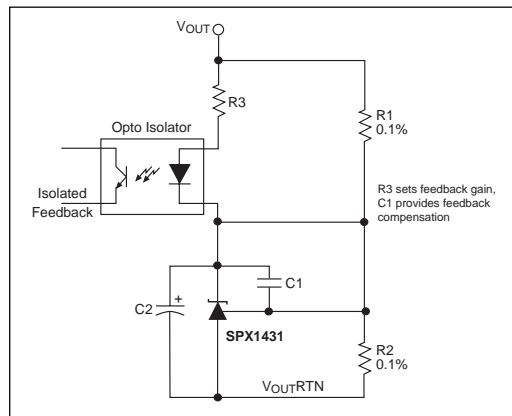 VOUT
R3
R1
0.1%
Opto Isolator
R3 sets feedback gain,
C1 provides feedback
compensation
Isolated
Feedback
C1
C2
+
SPX1431
R2
0.1%
VOUTRTN